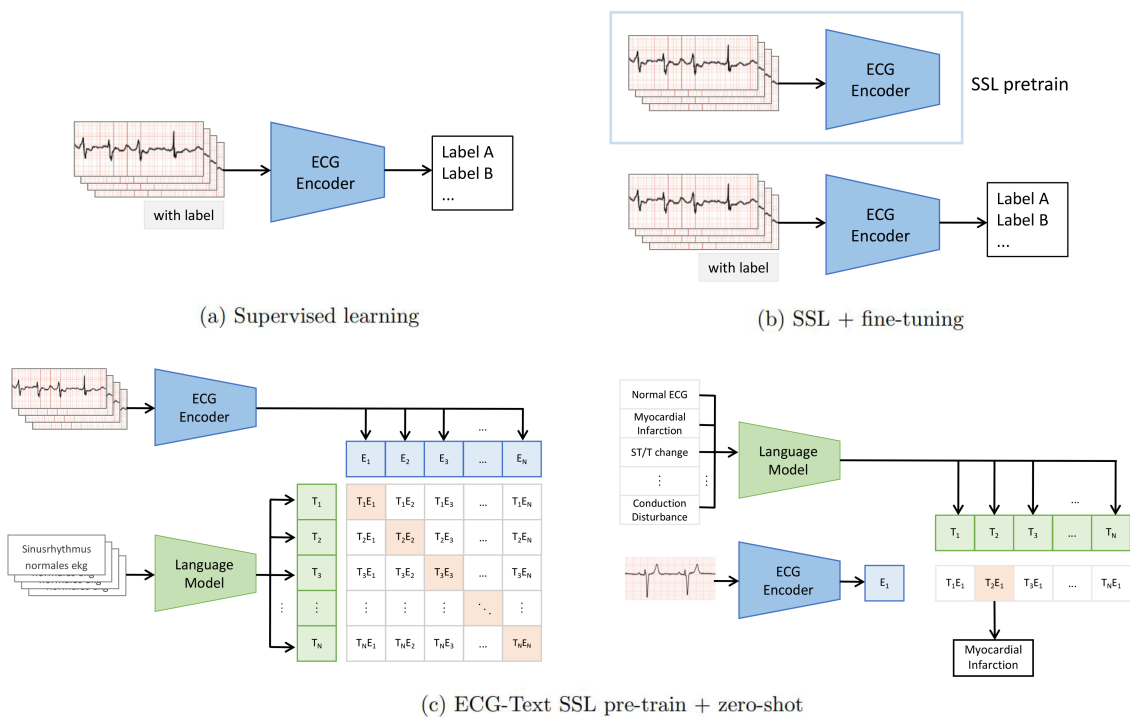 ECG
Encoder
Label A
Label B
...
with label
(a) Supervised learning
ECG
Encoder
SSL pretrain
ECG
Encoder
Label A
Label B
...
with label
(b) SSL + fine-tuning
ECG
Encoder
...
E1 E2 E3 ... EN
Sinusrhythmus
normales ekg
Language
Model
T1 T1E1 T1E2 T1E3 ... T1EN
T2 T2E1 T2E2 T2E3 ... T2EN
T3 T3E1 T3E2 T3E3 ... T3EN
⋮ ⋮ ⋮ ⋮ ⋮ ⋱ ⋮
TN TNE1 TNE2 TNE3 ... TNEN
Normal ECG
Myocardial
Infarction
ST/T change
⋮ ⋮
Conduction
Disturbance
Language
Model
...
T1 T2 T3 ... TN
ECG
Encoder
E1
T1E1 T2E1 T3E1 ... TNE1
Myocardial
Infarction
(c) ECG-Text SSL pre-train + zero-shot